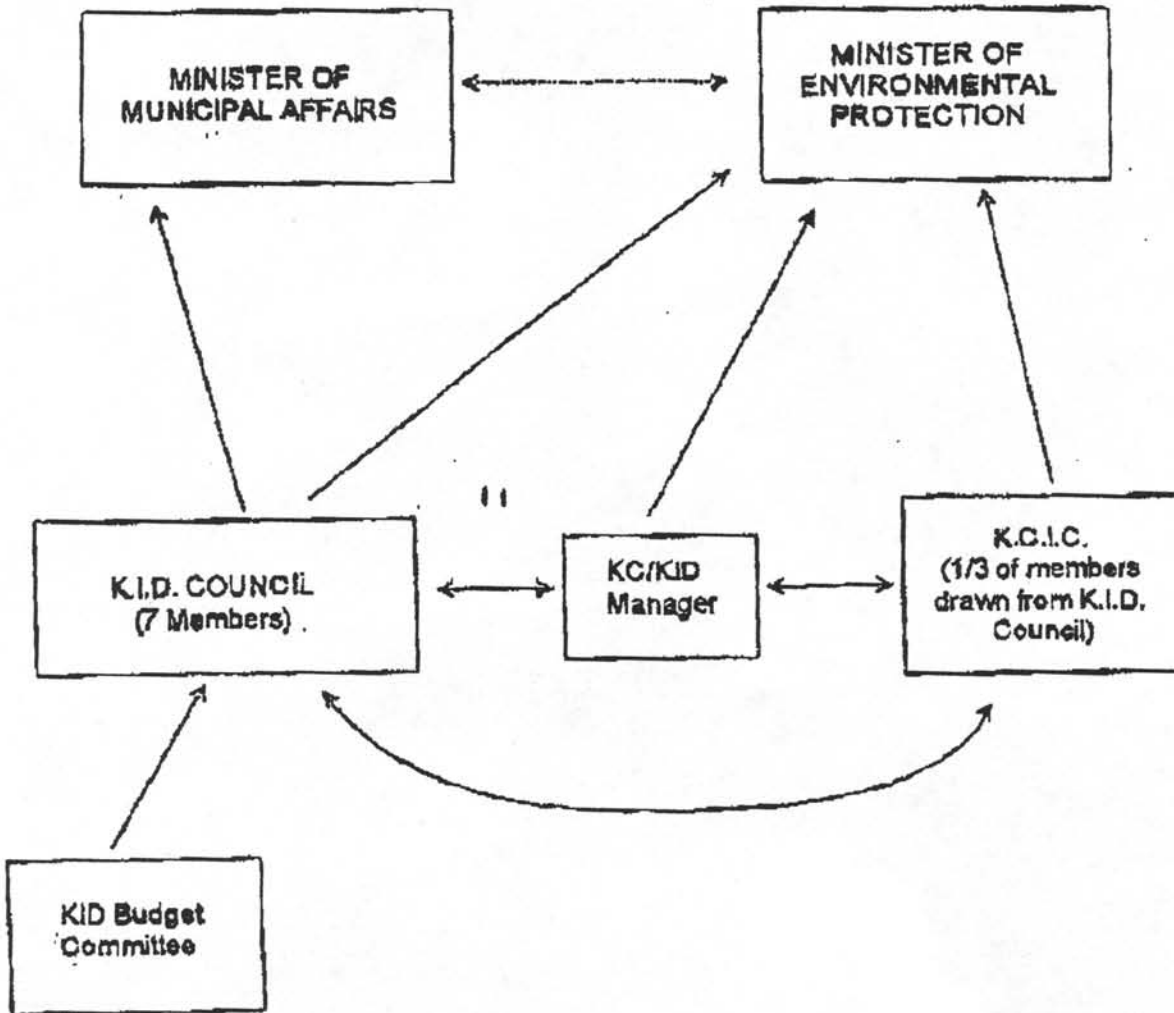 MINISTER OF
MUNICIPAL AFFAIRS
MINISTER OF
ENVIRONMENTAL
PROTECTION
K.I.D. COUNCIL
(7 Members)
KC/KID
Manager
K.C.I.C.
(1/3 of members
drawn from K.I.D.
Council)
KID Budget
Committee